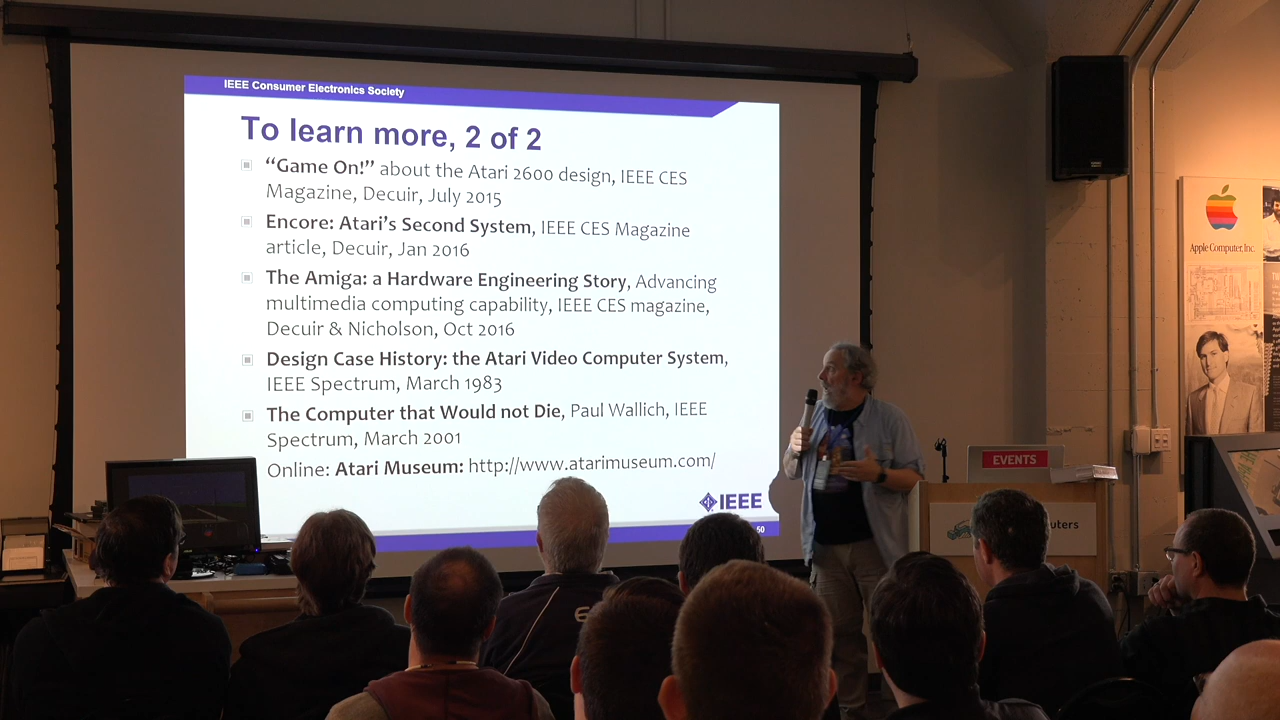 IEEE Consumer Electronics Society
To learn more, 2 of 2
“Game On!” about the Atari 2600 design, IEEE CES
Magazine, Decuir, July 2015
Encore: Atari’s Second System, IEEE CES Magazine
article, Decuir, Jan 2016
The Amiga: a Hardware Engineering Story, Advancing
multimedia computing capability, IEEE CES magazine,
Decuir & Nicholson, Oct 2016
Design Case History: the Atari Video Computer System,
IEEE Spectrum, March 1983
The Computer that Would not Die, Paul Wallich, IEEE
Spectrum, March 2001
Online: Atari Museum: http://www.atarimuseum.com/
IEEE
60
Apple Computer, Inc.
EVENTS